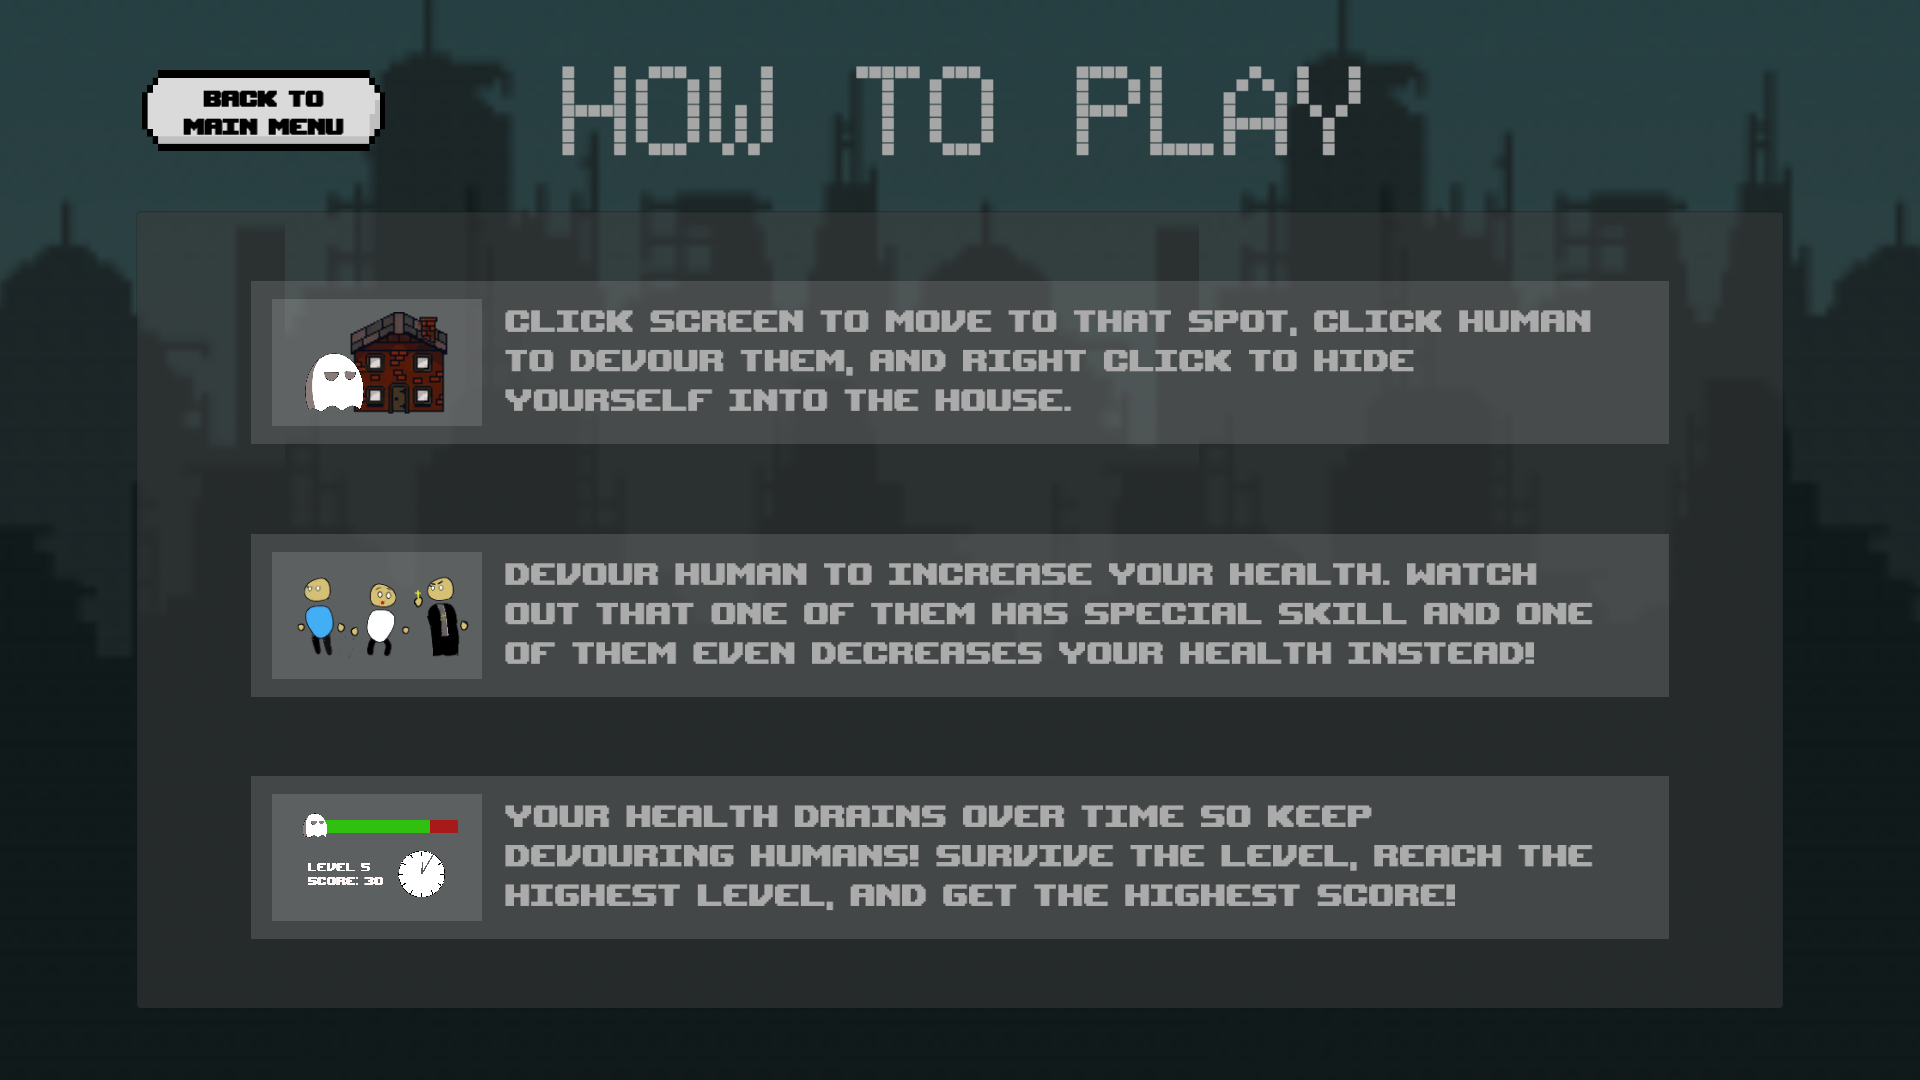 BACK TO
MAIN MENU
HOW TO PLAY
CLICK SCREEN TO MOVE TO THAT SPOT, CLICK HUMAN
TO DEVOUR THEM, AND RIGHT CLICK TO HIDE
YOURSELF INTO THE HOUSE.
DEVOUR HUMAN TO INCREASE YOUR HEALTH. WATCH
OUT THAT ONE OF THEM HAS SPECIAL SKILL AND ONE
OF THEM EVEN DECREASES YOUR HEALTH INSTEAD!
LEVEL 5
SCORE: 30
YOUR HEALTH DRAINS OVER TIME SO KEEP
DEVOURING HUMANS! SURVIVE THE LEVEL, REACH THE
HIGHEST LEVEL, AND GET THE HIGHEST SCORE!